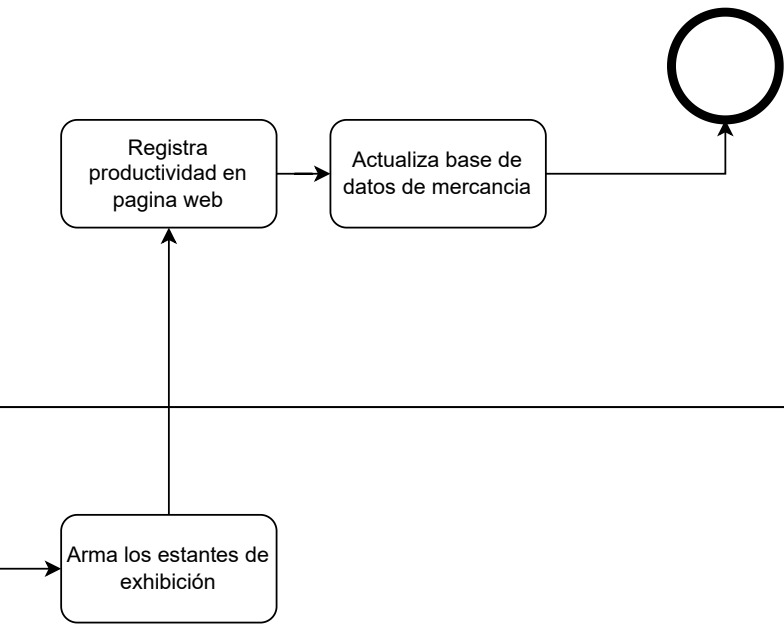 Registra
productividad en
pagina web
Actualiza base de
datos de mercancia
Arma los estantes de
exhibición